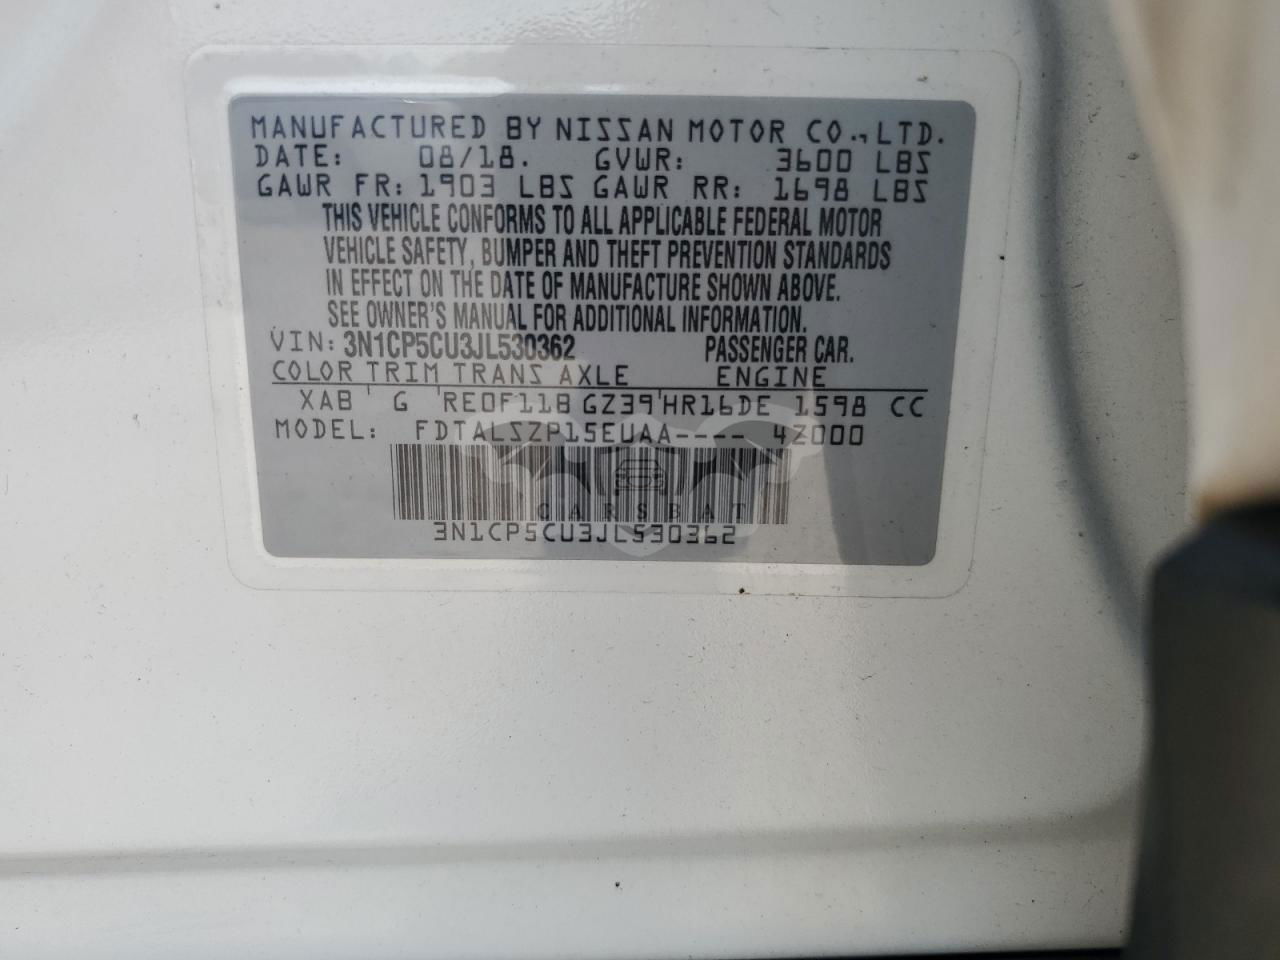 MANUFACTURED BY NISSAN MOTOR CO.,LTD.
DATE: 08/18. GVWR: 3600 LBS
GAWR FR: 1903 LBS GAWR RR: 1698 LBS
THIS VEHICLE CONFORMS TO ALL APPLICABLE FEDERAL MOTOR
VEHICLE SAFETY, BUMPER AND THEFT PREVENTION STANDARDS
IN EFFECT ON THE DATE OF MANUFACTURE SHOWN ABOVE.
SEE OWNER'S MANUAL FOR ADDITIONAL INFORMATION.
VIN: 3N1CP5CU3JL530362 PASSENGER CAR.
COLOR TRIM TRANS AXLE ENGINE
XAB G RE0F11B GZ39 HR16DE 1598 CC
MODEL: FDTALSZP15EUAA---- 4Z000
CARSBAT
3N1CP5CU3JL530362